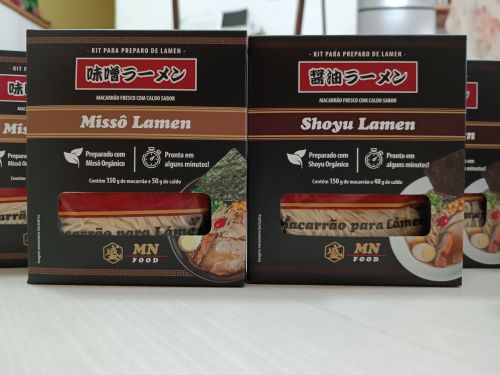 - KIT PARA PREPARO DE LAMEN -
味噌ラーメン
MACARRÃO FRESCO COM CALDO SABOR
Missô Lamen
Preparado com
Missô Orgânico
Pronto em
alguns minutos!
Contém 150 g de macarrão e 50 g de caldo
Macarrão para Lámen
MN
FOOD
- KIT PARA PREPARO DE LAMEN -
醤油ラーメン
MACARRÃO FRESCO COM CALDO SABOR
Shoyu Lamen
Preparado com
Shoyu Orgânico
Pronto em
alguns minutos!
Contém 150 g de macarrão e 40 g de caldo
Macarrão para Lámen
MN
FOOD
味
Mis